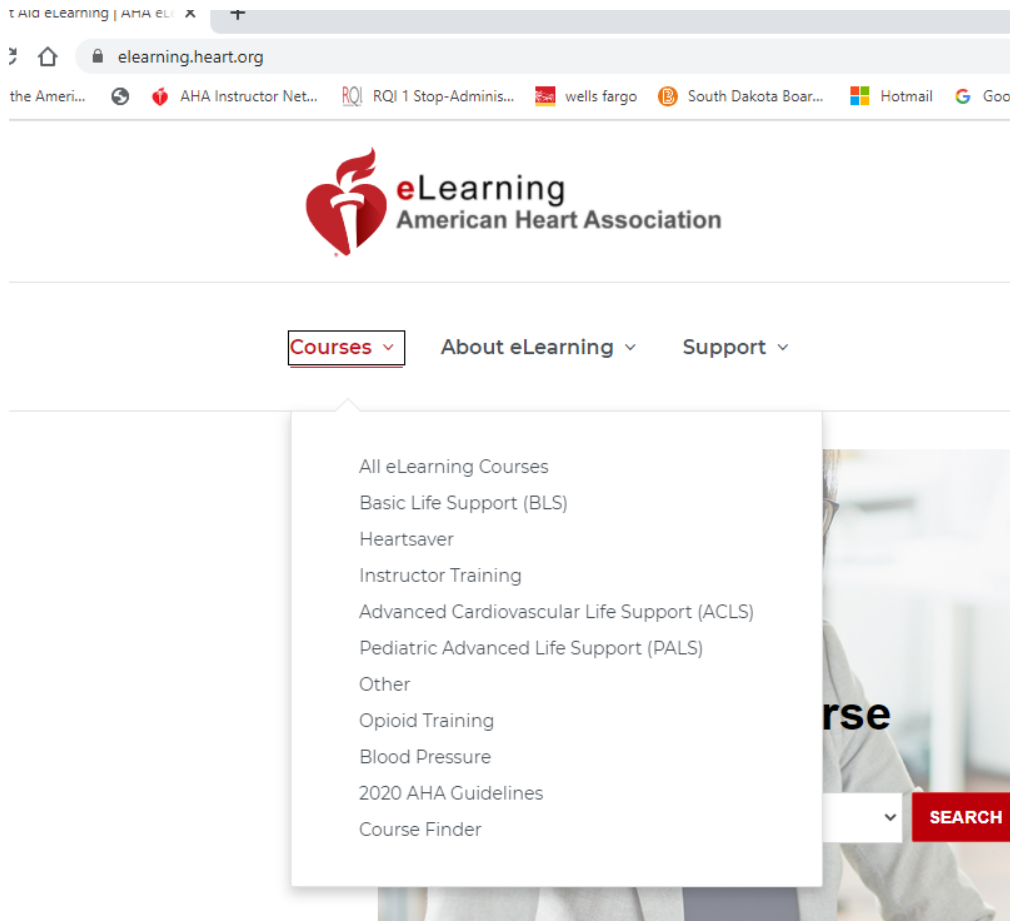 t Aid eLearning | AHA eL
elearning.heart.org
the Ameri... AHA Instructor Net... RQI RQI 1 Stop-Adminis... wells fargo South Dakota Boar... Hotmail G Goo
eLearning
American Heart Association
Courses About eLearning Support
All eLearning Courses
Basic Life Support (BLS)
Heartsaver
Instructor Training
Advanced Cardiovascular Life Support (ACLS)
Pediatric Advanced Life Support (PALS)
Other
Opioid Training
Blood Pressure
2020 AHA Guidelines
Course Finder
rse
SEARCH